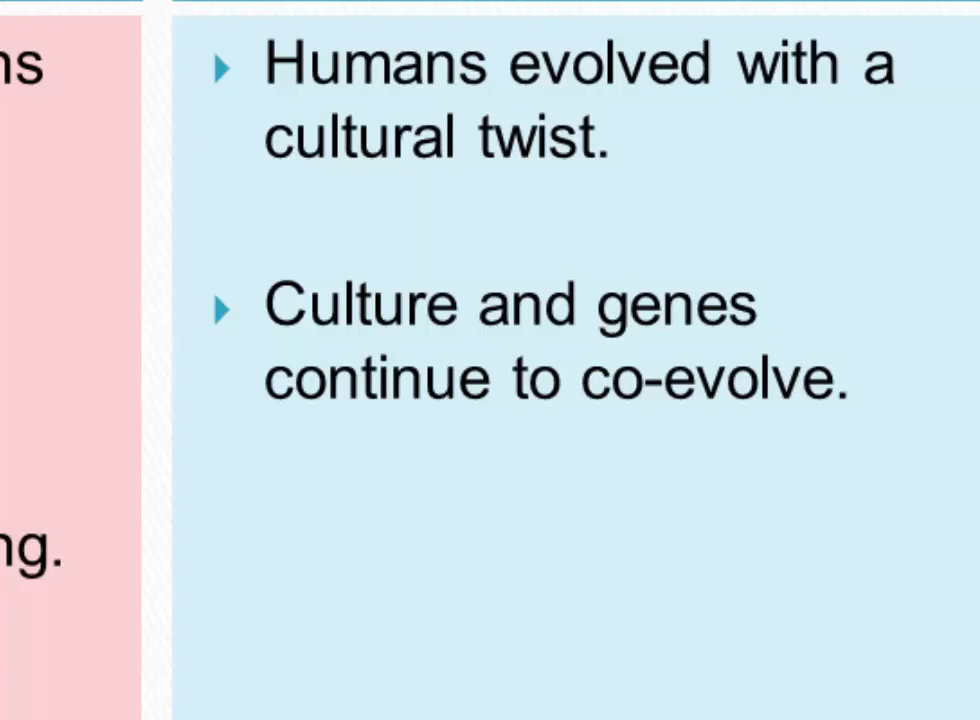 ns
ng.
Humans evolved with a
cultural twist.
Culture and genes
continue to co-evolve.